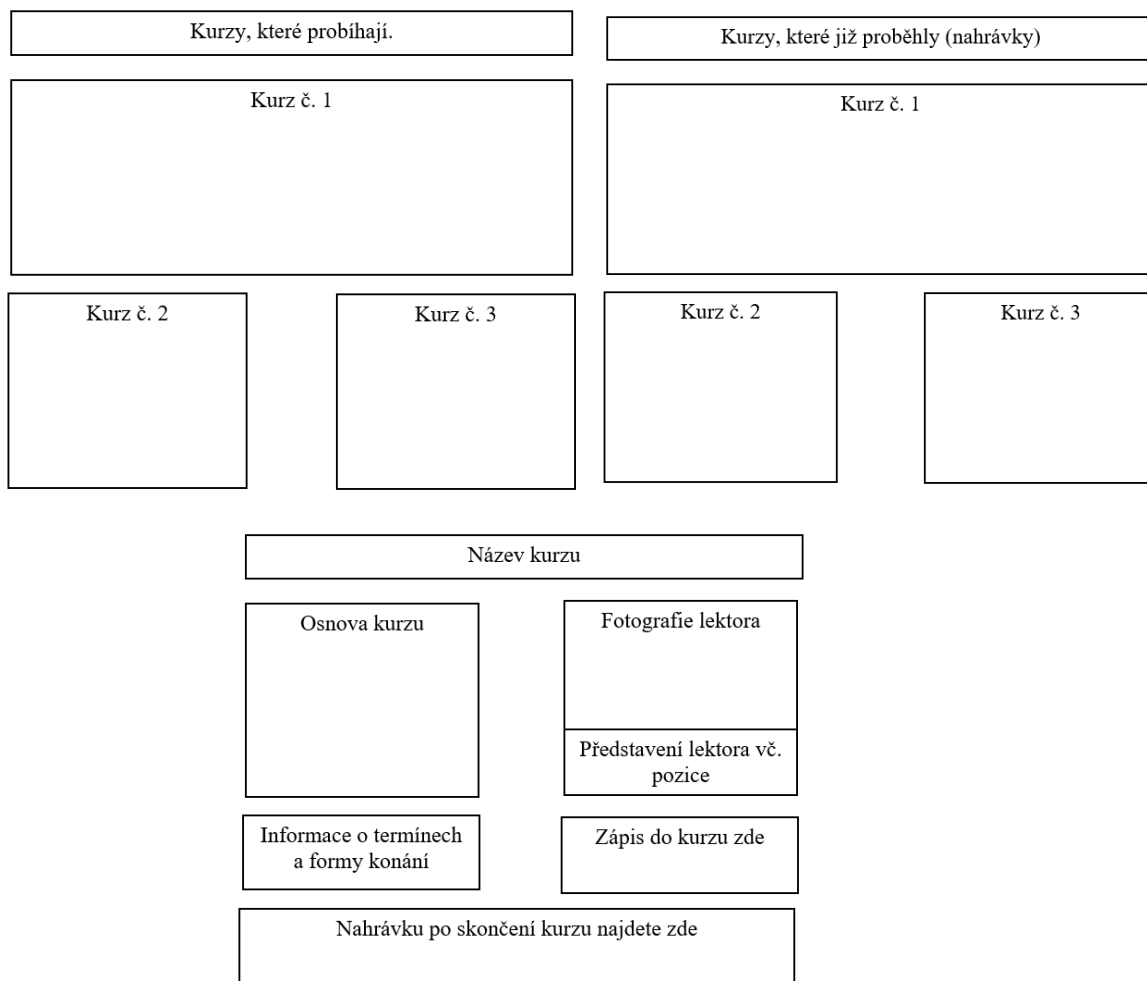 Kurzy, které probíhají.
Kurz č. 1
Kurz č. 2
Kurz č. 3
Kurzy, které již proběhly (nahrávky)
Kurz č. 1
Kurz č. 2
Kurz č. 3
Název kurzu
Osnova kurzu
Fotografie lektora
Představení lektora vč.
pozice
Informace o termínech
a formy konání
Zápis do kurzu zde
Nahrávku po skončení kurzu najdete zde